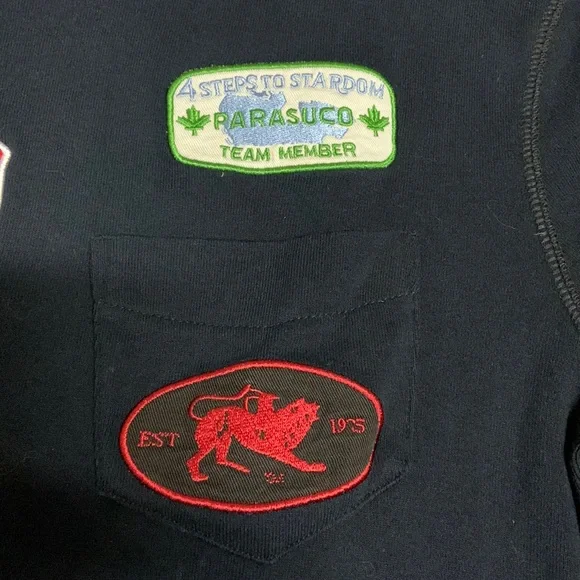 4 STEPS TO STARDOM
PARASUCO
TEAM MEMBER
EST 1975